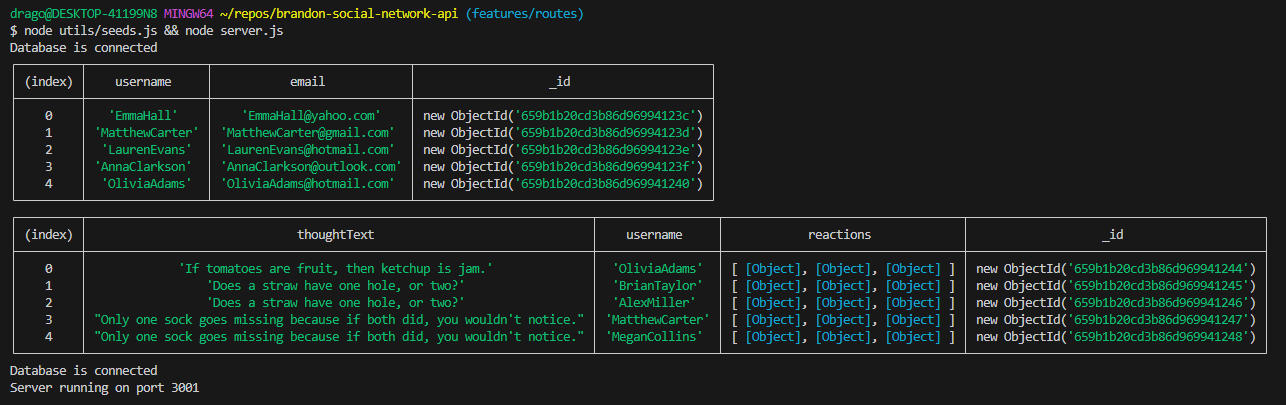 drago@DESKTOP-41199N8 MINGW64 ~/repos/brandon-social-network-api (features/routes)
$ node utils/seeds.js && node server.js
Database is connected
(index) username email _id
0 'EmmaHall' 'EmmaHall@yahoo.com' new ObjectId('659b1b20cd3b86d96994123c')
1 'MatthewCarter' 'MatthewCarter@gmail.com' new ObjectId('659b1b20cd3b86d96994123d')
2 'LaurenEvans' 'LaurenEvans@hotmail.com' new ObjectId('659b1b20cd3b86d96994123e')
3 'AnnaClarkson' 'AnnaClarkson@outlook.com' new ObjectId('659b1b20cd3b86d96994123f')
4 'OliviaAdams' 'OliviaAdams@hotmail.com' new ObjectId('659b1b20cd3b86d969941240')
(index) thoughtText username reactions _id
0 'If tomatoes are fruit, then ketchup is jam.' 'OliviaAdams' [ [Object], [Object], [Object] ] new ObjectId('659b1b20cd3b86d969941244')
1 'Does a straw have one hole, or two?' 'BrianTaylor' [ [Object], [Object], [Object] ] new ObjectId('659b1b20cd3b86d969941245')
2 'Does a straw have one hole, or two?' 'AlexMiller' [ [Object], [Object], [Object] ] new ObjectId('659b1b20cd3b86d969941246')
3 "Only one sock goes missing because if both did, you wouldn't notice." 'MatthewCarter' [ [Object], [Object], [Object] ] new ObjectId('659b1b20cd3b86d969941247')
4 "Only one sock goes missing because if both did, you wouldn't notice." 'MeganCollins' [ [Object], [Object], [Object] ] new ObjectId('659b1b20cd3b86d969941248')
Database is connected
Server running on port 3001